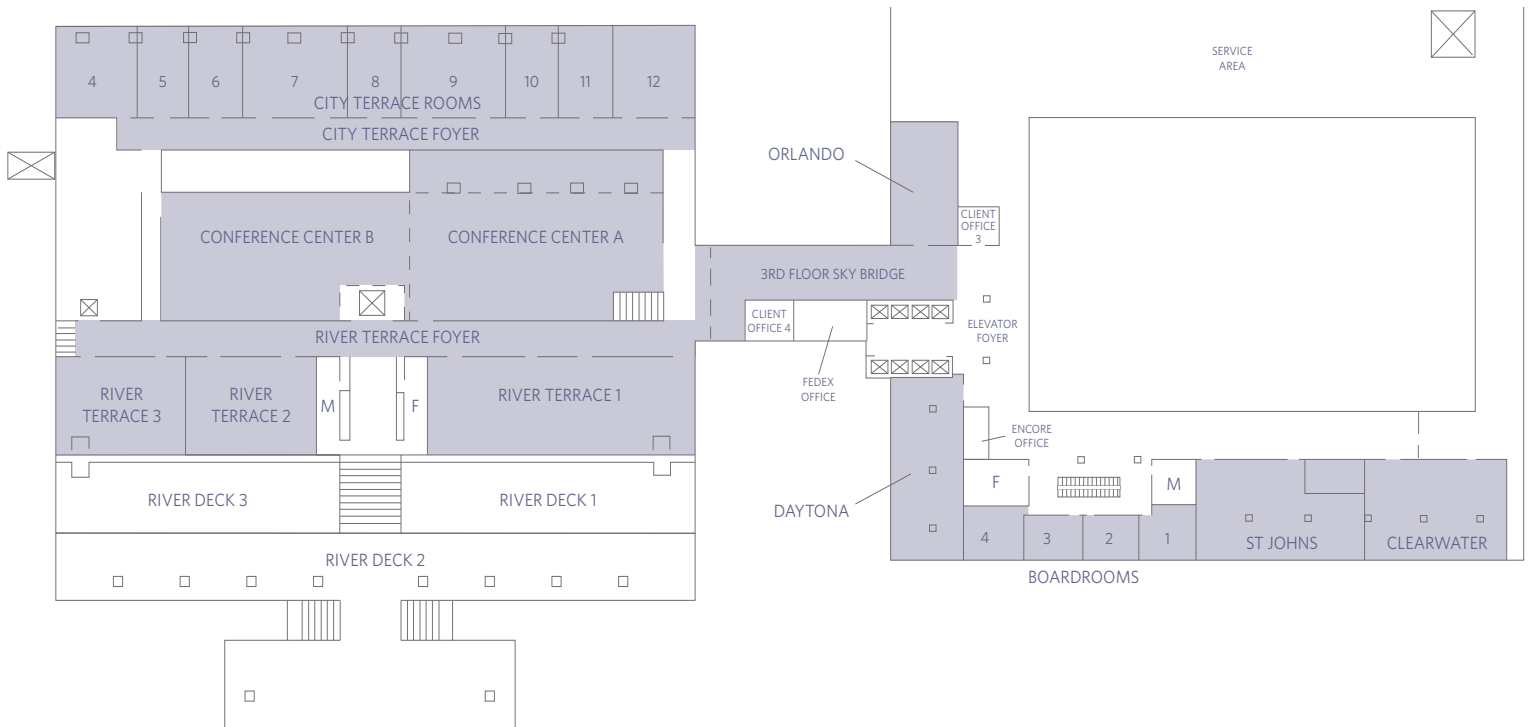 SERVICE
AREA
4
5
6
7
8
9
10
11
12
CITY TERRACE ROOMS
CITY TERRACE FOYER
ORLANDO
CLIENT
OFFICE
3
CONFERENCE CENTER B
CONFERENCE CENTER A
3RD FLOOR SKY BRIDGE
CLIENT
OFFICE 4
ELEVATOR
FOYER
RIVER TERRACE FOYER
FEDEX
OFFICE
RIVER
TERRACE 3
RIVER
TERRACE 2
M
F
RIVER TERRACE 1
ENCORE
OFFICE
F
M
RIVER DECK 3
RIVER DECK 1
DAYTONA
4
3
2
1
ST JOHNS
CLEARWATER
RIVER DECK 2
BOARDROOMS